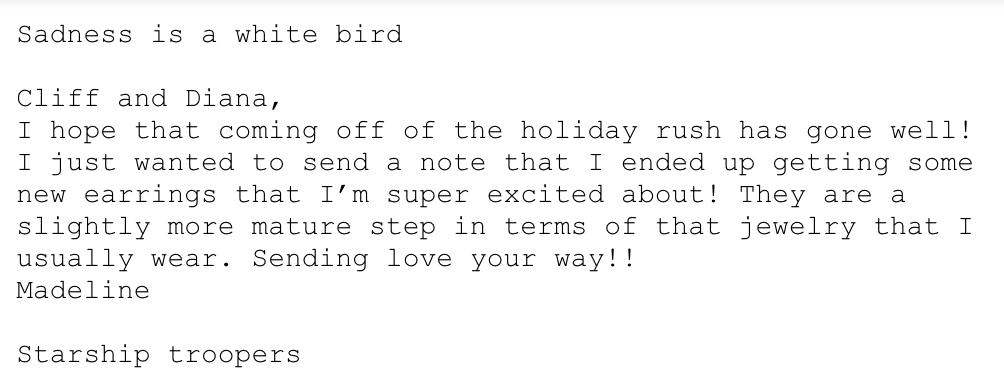 Sadness is a white bird
Cliff and Diana,
I hope that coming off of the holiday rush has gone well!
I just wanted to send a note that I ended up getting some
new earrings that I’m super excited about! They are a
slightly more mature step in terms of that jewelry that I
usually wear. Sending love your way!!
Madeline
Starship troopers